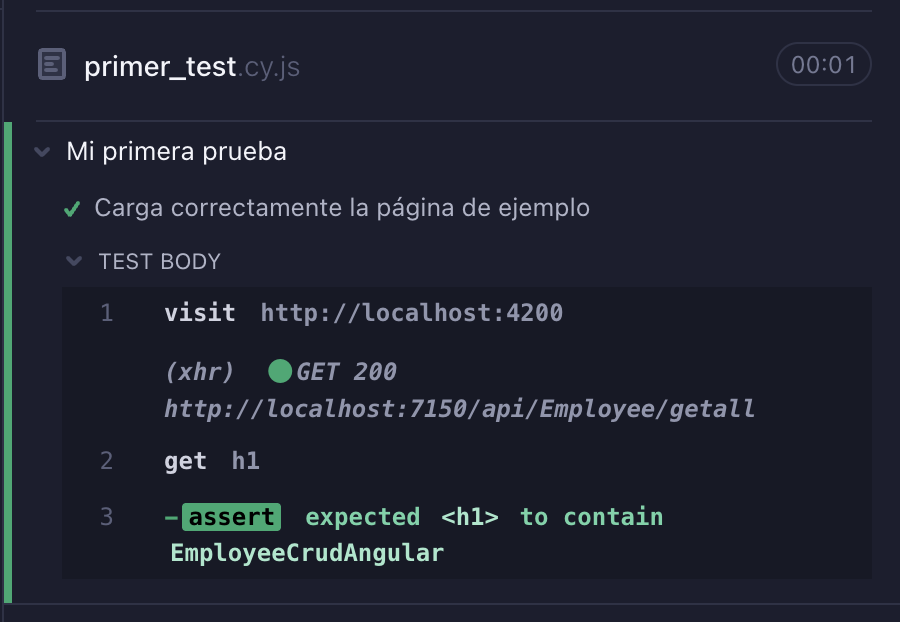 primer_test.cy.js 00:01
Mi primera prueba
Carga correctamente la página de ejemplo
TEST BODY
1 visit http://localhost:4200
(xhr) GET 200
http://localhost:7150/api/Employee/getall
2 get h1
3 -assert expected <h1> to contain
EmployeeCrudAngular